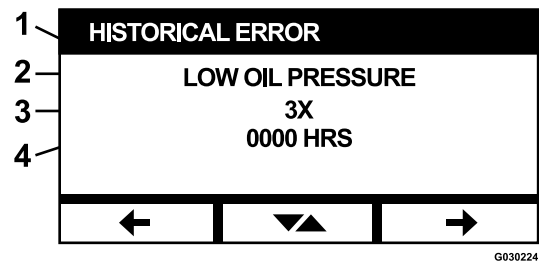 1
HISTORICAL ERROR
2
LOW OIL PRESSURE
3
3X
4
0000 HRS
G030224